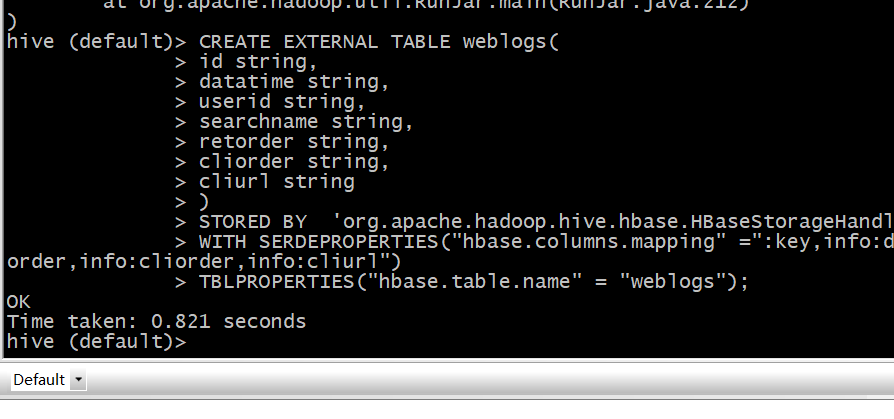 at org.apache.hadoop.util.RunJar.main(RunJar.java:212)
)
hive (default)> CREATE EXTERNAL TABLE weblogs(
> id string,
> datatime string,
> userid string,
> searchname string,
> retorder string,
> cliorder string,
> cliurl string
> )
> STORED BY  'org.apache.hadoop.hive.hbase.HBaseStorageHandl
> WITH SERDEPROPERTIES("hbase.columns.mapping" =":key,info:d
order,info:cliorder,info:cliurl")
> TBLPROPERTIES("hbase.table.name" = "weblogs");
OK
Time taken: 0.821 seconds
hive (default)>
Default